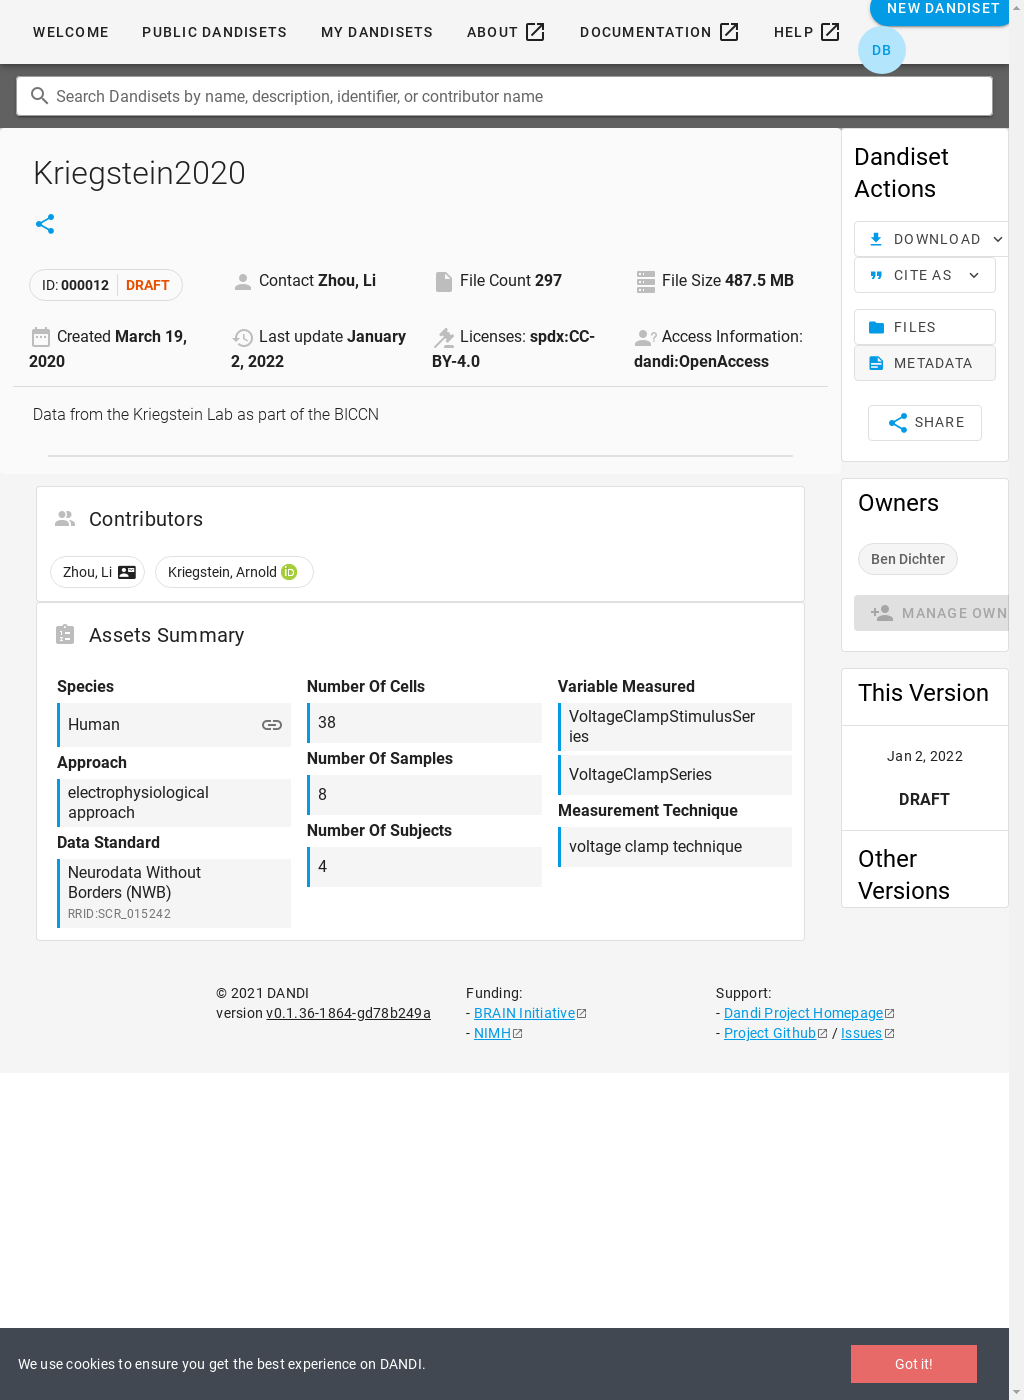 WELCOME
PUBLIC DANDISETS
MY DANDISETS
ABOUT
DOCUMENTATION
HELP
NEW DANDISET
DB
Search Dandisets by name, description, identifier, or contributor name
Kriegstein2020
ID: 000012 DRAFT
Contact Zhou, Li
File Count 297
File Size 487.5 MB
Created March 19,
2020
Last update January
2, 2022
Licenses: spdx:CC-
BY-4.0
Access Information:
dandi:OpenAccess
Data from the Kriegstein Lab as part of the BICCN
Contributors
Zhou, Li
Kriegstein, Arnold
iD
Assets Summary
Species
Human
Approach
electrophysiological
approach
Data Standard
Neurodata Without
Borders (NWB)
RRID:SCR_015242
Number Of Cells
38
Number Of Samples
8
Number Of Subjects
4
Variable Measured
VoltageClampStimulusSer
ies
VoltageClampSeries
Measurement Technique
voltage clamp technique
Dandiset
Actions
DOWNLOAD
CITE AS
FILES
METADATA
SHARE
Owners
Ben Dichter
MANAGE OWN
This Version
Jan 2, 2022
DRAFT
Other
Versions
© 2021 DANDI
version v0.1.36-1864-gd78b249a
Funding:
- BRAIN Initiative
- NIMH
Support:
- Dandi Project Homepage
- Project Github / Issues
We use cookies to ensure you get the best experience on DANDI.
Got it!